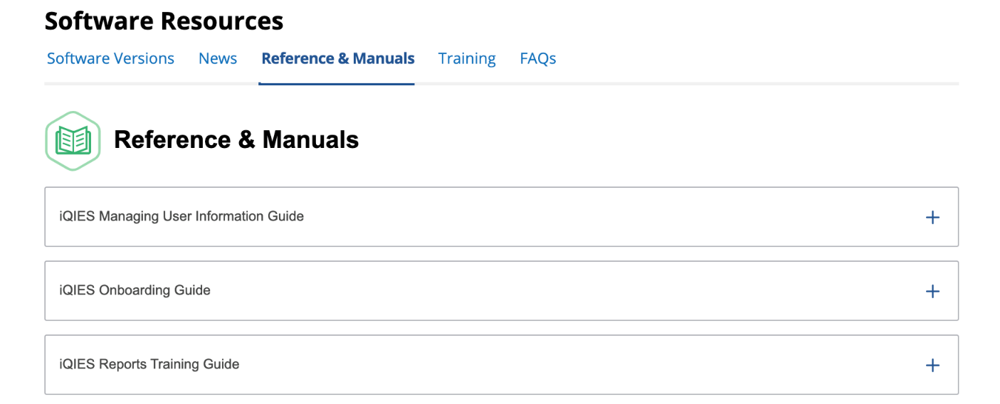 Software Resources
Software Versions News Reference & Manuals Training FAQs
Reference & Manuals
iQIES Managing User Information Guide
iQIES Onboarding Guide
iQIES Reports Training Guide